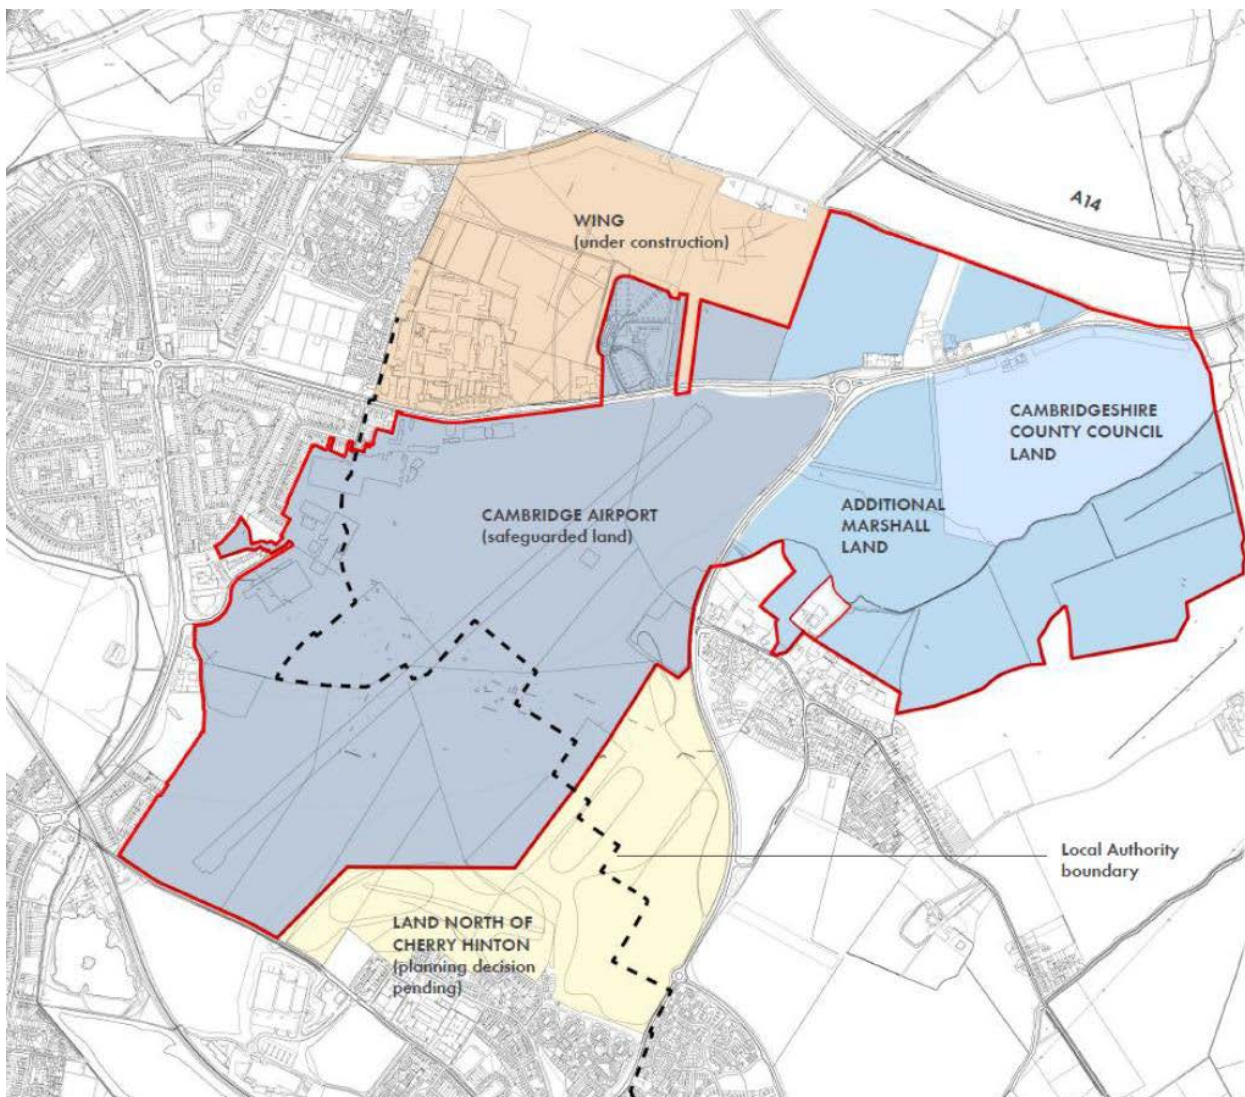 A14
WING
(under construction)
CAMBRIDGESHIRE
COUNTY COUNCIL
LAND
CAMBRIDGE AIRPORT
(safeguarded land)
ADDITIONAL
MARSHALL
LAND
Local Authority
boundary
LAND NORTH OF
CHERRY HINTON
(planning decision
pending)